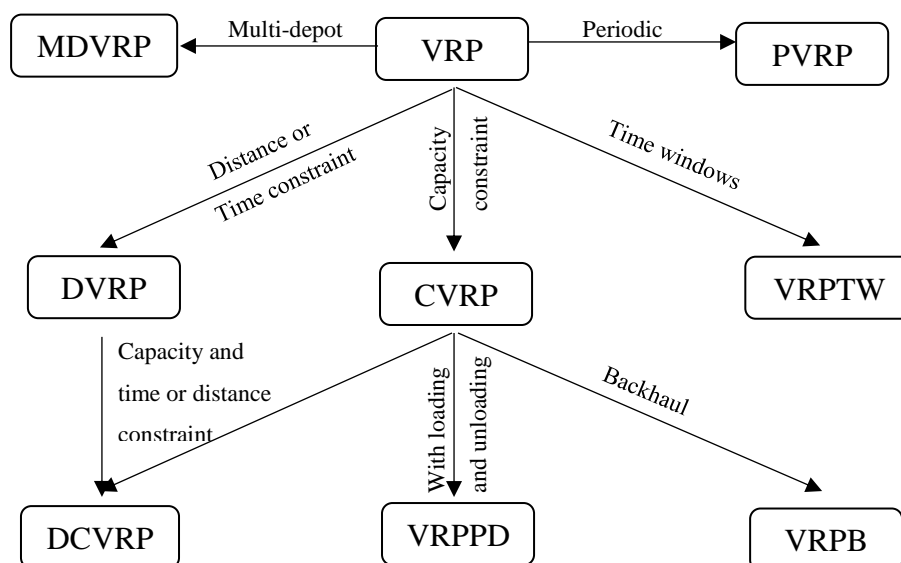 MDVRP
Multi-depot
VRP
Periodic
PVRP
Distance or
Time constraint
Capacity
constraint
Time windows
DVRP
CVRP
VRPTW
Capacity and
time or distance
constraint
With loading
and unloading
Backhaul
DCVRP
VRPPD
VRPB